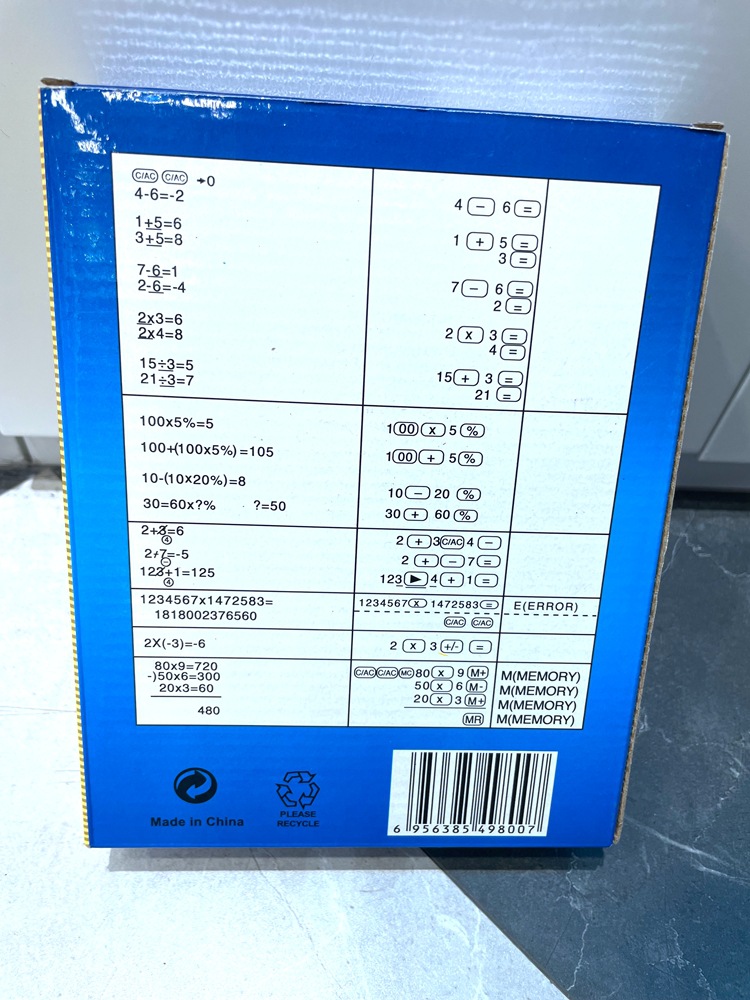 C/AC C/AC →0
4-6=-2
4 − 6 =
1+5=6
1 + 5 =
3+5=8
3 =
7-6=1
7 − 6 =
2-6=-4
2 =
2x3=6
2 x 3 =
2x4=8
4 =
15÷3=5
15 + 3 =
21÷3=7
21 =
100x5%=5
1 00 x 5 %
100+(100x5%)=105
1 00 + 5 %
10-(10x20%)=8
10 − 20 %
30=60x?% ?=50
30 + 60 %
2+3=6
4
2 + 3 C/AC 4 −
2+7=-5
−
2 + − 7 =
123+1=125
4
123 ▶ 4 + 1 =
1234567x1472583=
1818002376560
1234567 x 1472583 = E(ERROR)
C/AC C/AC
2X(-3)=-6
2 x 3 +/- =
80x9=720
C/AC C/AC MC 80 x 9 M+ M(MEMORY)
-)50x6=300
50 x 6 M- M(MEMORY)
20x3=60
20 x 3 M+ M(MEMORY)
480
MR M(MEMORY)
Made in China
PLEASE
RECYCLE
6 956385 498007